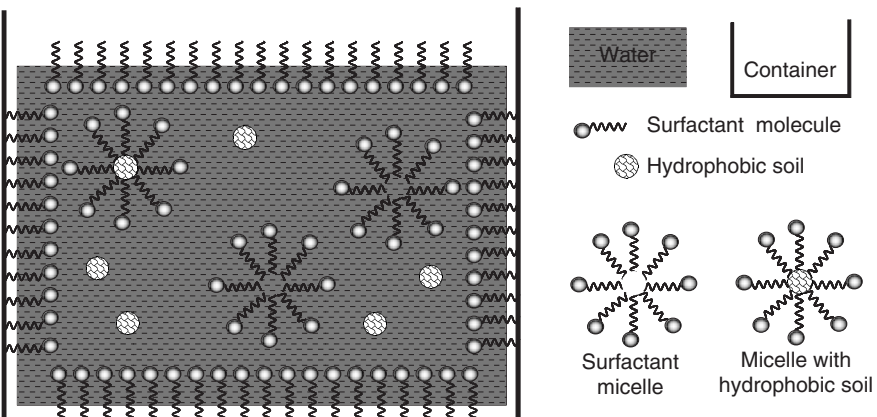 Water
Container
Surfactant molecule
Hydrophobic soil
Surfactant
micelle
Micelle with
hydrophobic soil